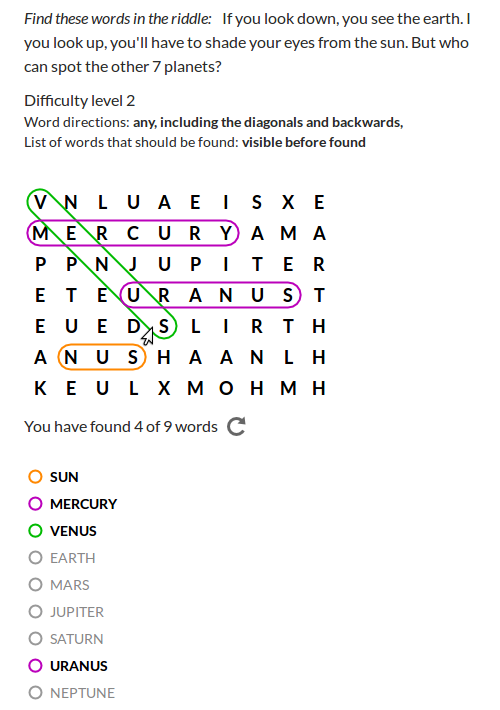 Find these words in the riddle: If you look down, you see the earth. I
you look up, you'll have to shade your eyes from the sun. But who
can spot the other 7 planets?
Difficulty level 2
Word directions: any, including the diagonals and backwards,
List of words that should be found: visible before found
V N L U A E I S X E
M E R C U R Y A M A
P P N J U P I T E R
E T E U R A N U S T
E U E D S L I R T H
A N U S H A A N L H
K E U L X M O H M H
You have found 4 of 9 words
SUN
MERCURY
VENUS
EARTH
MARS
JUPITER
SATURN
URANUS
NEPTUNE